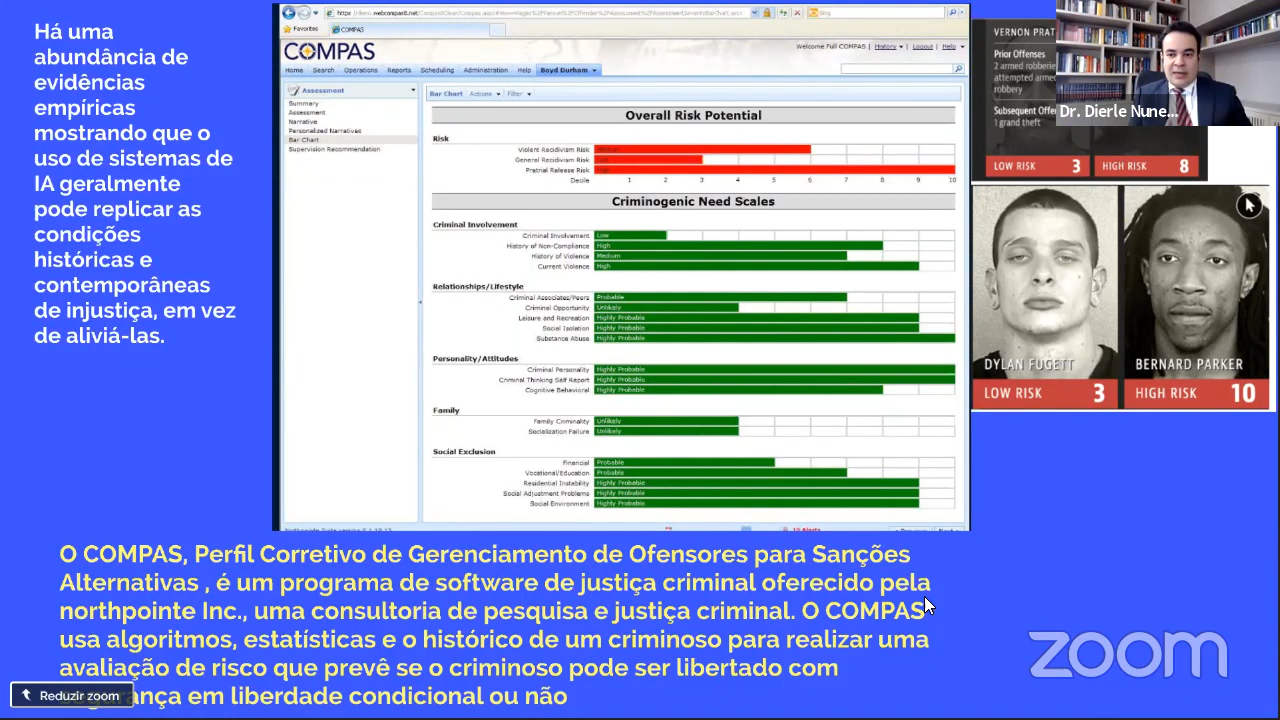 Há uma
abundância de
evidências
empíricas
mostrando que o
uso de sistemas de
IA geralmente
pode replicar as
condições
históricas e
contemporâneas
de injustiça, em vez
de aliviá-las.
Favorites
COMPAS
Bing
COMPAS
Welcome Full COMPAS | History | Logout | Help
Home Search Operations Reports Scheduling Administration Help Boyd Durham
Assessment
Summary
Assessment
Narrative
Personalized Narratives
Bar Chart
Supervision Recommendation
Bar Chart Actions Filter
Overall Risk Potential
Risk
Violent Recidivism Risk
General Recidivism Risk
Pretrial Release Risk
Decile 1 2 3 4 5 6 7 8 9 10
Criminogenic Need Scales
Criminal Involvement
Criminal Involvement Low
History of Non-Compliance High
History of Violence Medium
Current Violence High
Relationships/Lifestyle
Criminal Associates/Peers Probable
Criminal Opportunity Unlikely
Leisure and Recreation Highly Probable
Social Isolation Highly Probable
Substance Abuse Highly Probable
Personality/Attitudes
Criminal Personality Highly Probable
Criminal Thinking Self Report Highly Probable
Cognitive Behavioral Highly Probable
Family
Family Criminality Unlikely
Socialization Failure Unlikely
Social Exclusion
Financial Probable
Vocational/Education Probable
Residential Instability Highly Probable
Social Adjustment Problems Highly Probable
Social Environment Highly Probable
VERNON PRAT
Prior Offenses
2 armed robberie
attempted arme
robbery
Subsequent Offe
1 grand theft
LOW RISK 3 HIGH RISK 8
Dr. Dierle Nune...
DYLAN FUGETT BERNARD PARKER
LOW RISK 3 HIGH RISK 10
O COMPAS, Perfil Corretivo de Gerenciamento de Ofensores para Sanções
Alternativas , é um programa de software de justiça criminal oferecido pela
northpointe Inc., uma consultoria de pesquisa e justiça criminal. O COMPAS
usa algoritmos, estatísticas e o histórico de um criminoso para realizar uma
avaliação de risco que prevê se o criminoso pode ser libertado com
segurança em liberdade condicional ou não
Reduzir zoom
zoom